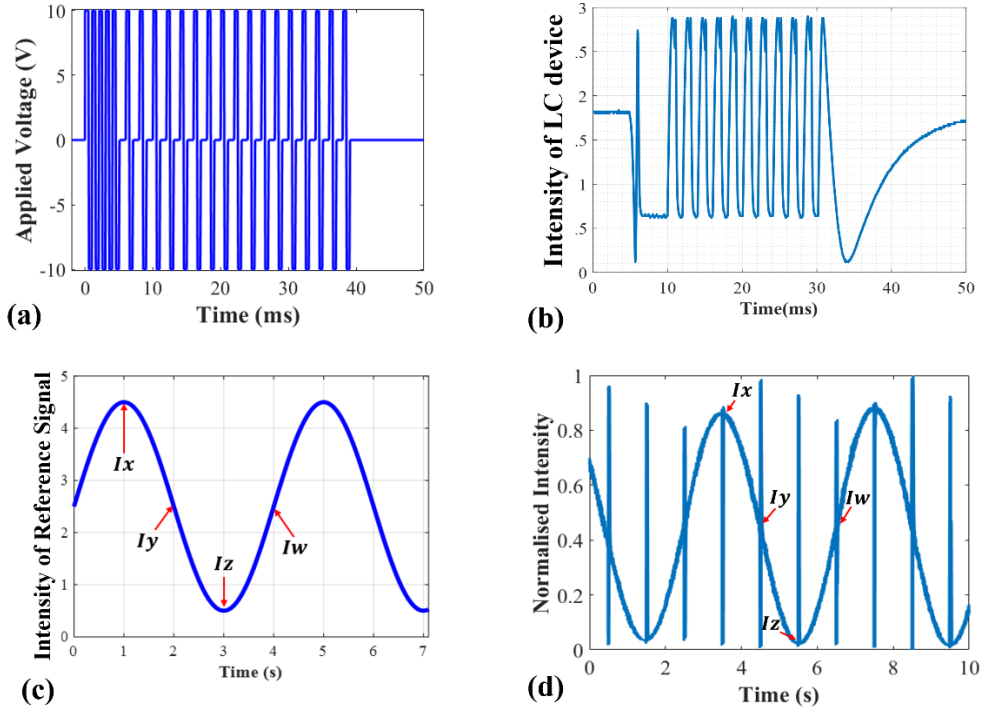 Applied Voltage (V)
10
5
0
-5
-10
0 10 20 30 40 50
Time (ms)
(a)
Intensity of LC device
3
.5
2
.5
1
.5
0
0 10 20 30 40 50
Time(ms)
(b)
Intensity of Reference Signal
5
4
3
2
1
0
Ix
Iy
Iz
Iw
0 1 2 3 4 5 6 7
Time (s)
(c)
Normalised Intensity
1
0.8
0.6
0.4
0.2
0
Ix
Iy
Iw
Iz
0 2 4 6 8 10
Time (s)
(d)